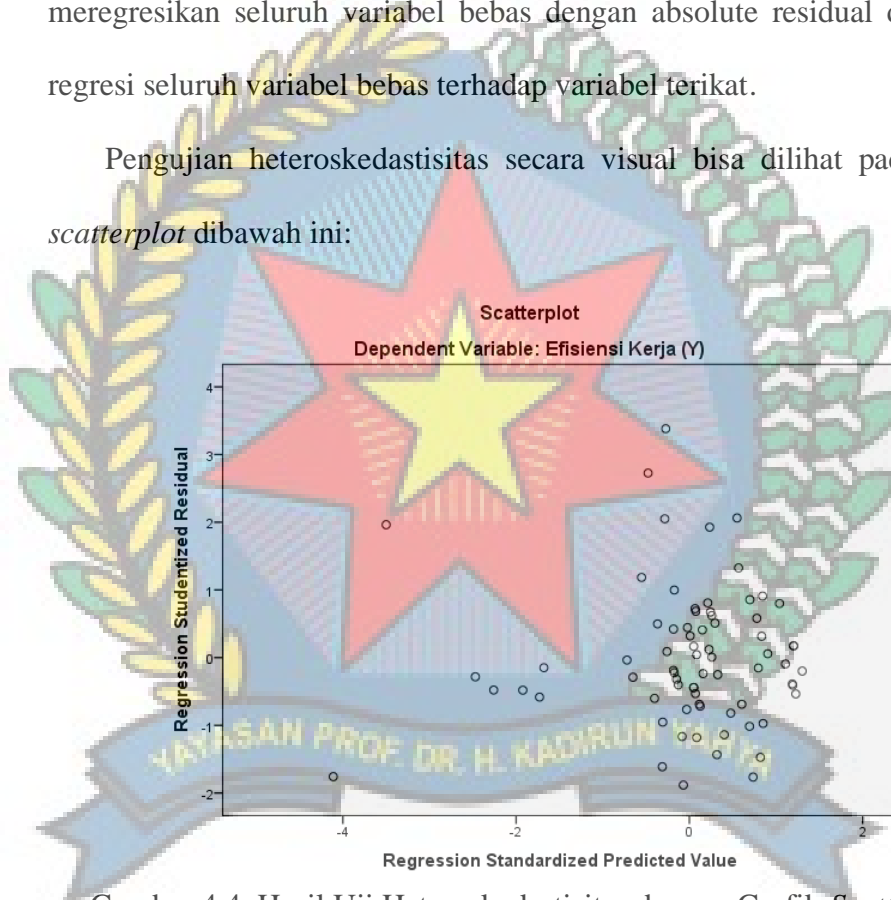 meregresikan seluruh variabel bebas dengan absolute residual
regresi seluruh variabel bebas terhadap variabel terikat.
Pengujian heteroskedastisitas secara visual bisa dilihat
scatterplot dibawah ini:
Scatterplot
Dependent Variable: Efisiensi Kerja (Y)
Regression Studentized Residual
4
3
2
1
0
-1
-2
-4
-2
0
2
Regression Standardized Predicted Value
YAYASAN PROF. DR. H. KADIRUN YAHYA